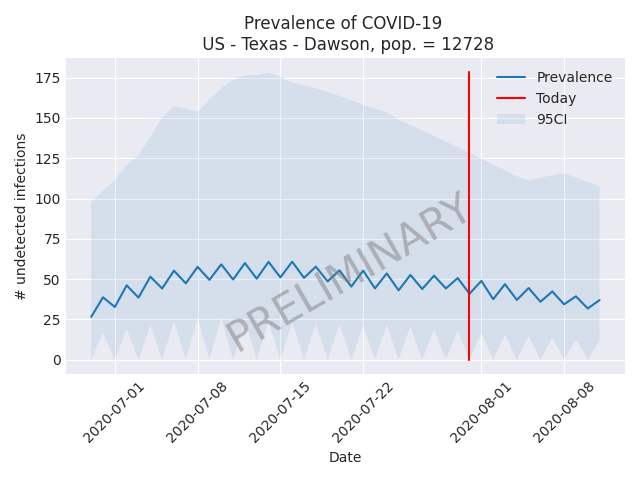 Prevalence of COVID-19
US - Texas - Dawson, pop. = 12728
175
150
125
100
75
50
25
0
# undetected infections
Prevalence
Today
95CI
PRELIMINARY
2020-07-01
2020-07-08
2020-07-15
2020-07-22
2020-08-01
2020-08-08
Date